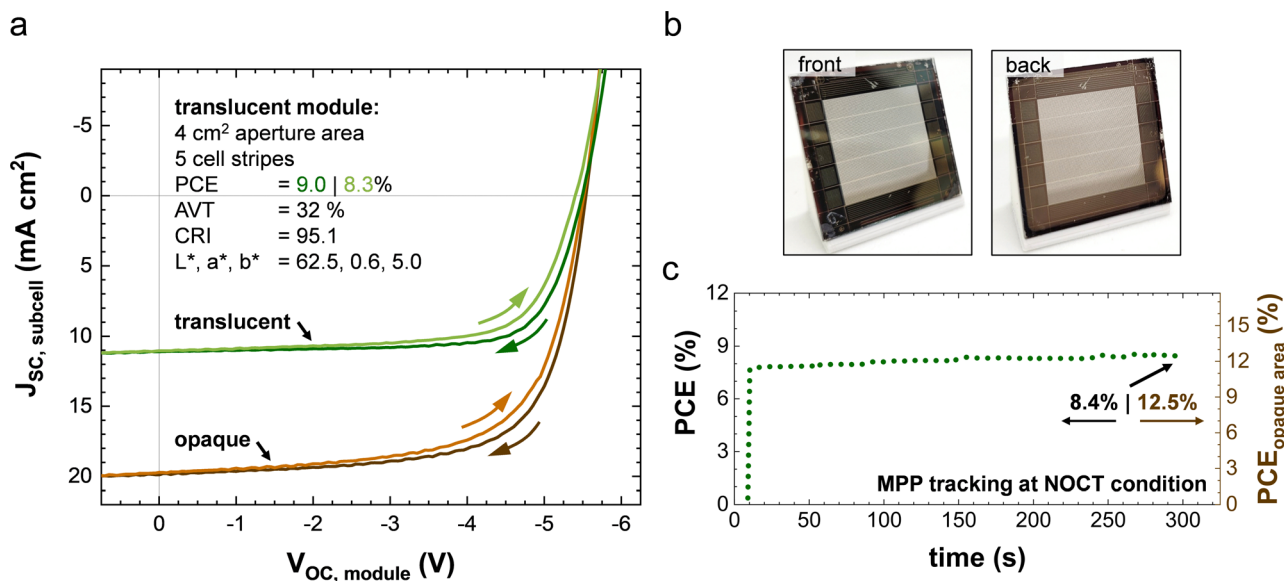 a
translucent module:
4 cm² aperture area
5 cell stripes
PCE = 9.0 | 8.3%
AVT = 32 %
CRI = 95.1
L*, a*, b* = 62.5, 0.6, 5.0
translucent
opaque
-5
0
5
10
15
20
J_SC, subcell (mA cm²)
0 -1 -2 -3 -4 -5 -6
V_OC, module (V)
b
front
back
c
12
9
6
3
0
PCE (%)
8.4% | 12.5%
MPP tracking at NOCT condition
15
12
9
6
3
0
PCE_opaque area (%)
0 50 100 150 200 250 300
time (s)